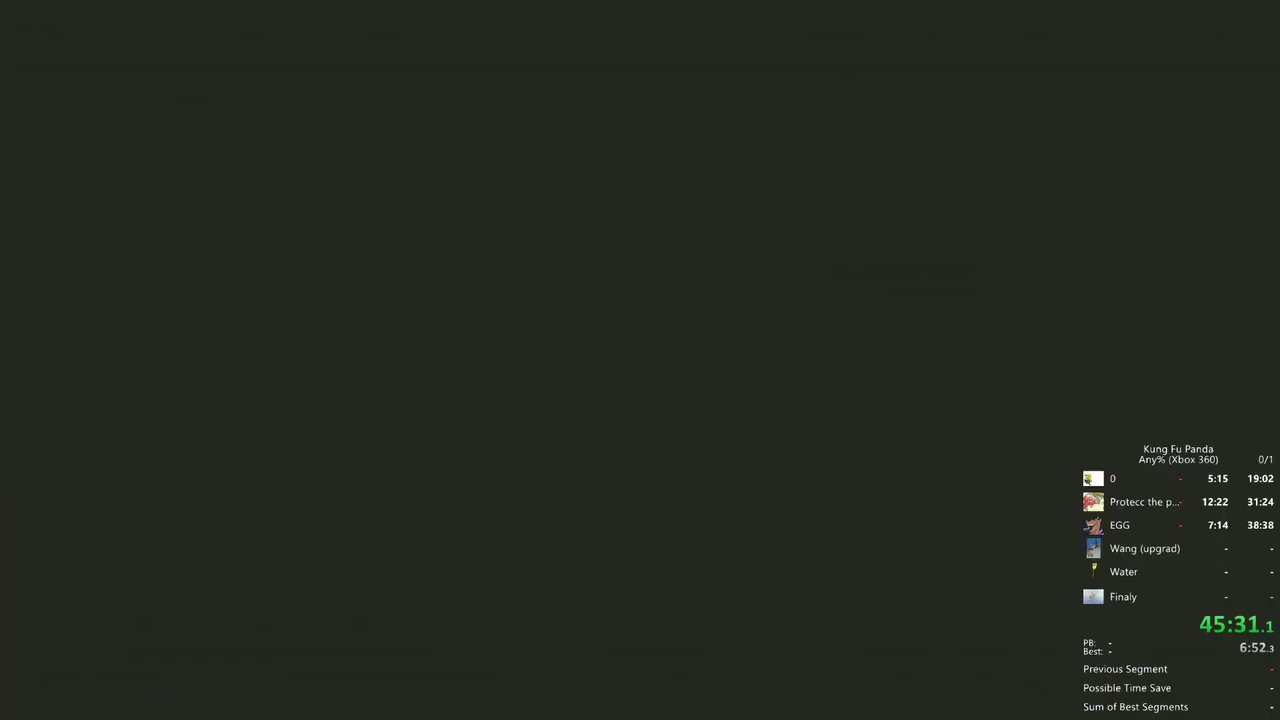 Kung Fu Panda
Any% (Xbox 360) 0/1
0 - 5:15 19:02
Protecc the p...- 12:22 31:24
EGG - 7:14 38:38
Wang (upgrad) - -
Water - -
Finaly - -
45:31.1
PB: -
Best: - 6:52.3
Previous Segment -
Possible Time Save -
Sum of Best Segments -